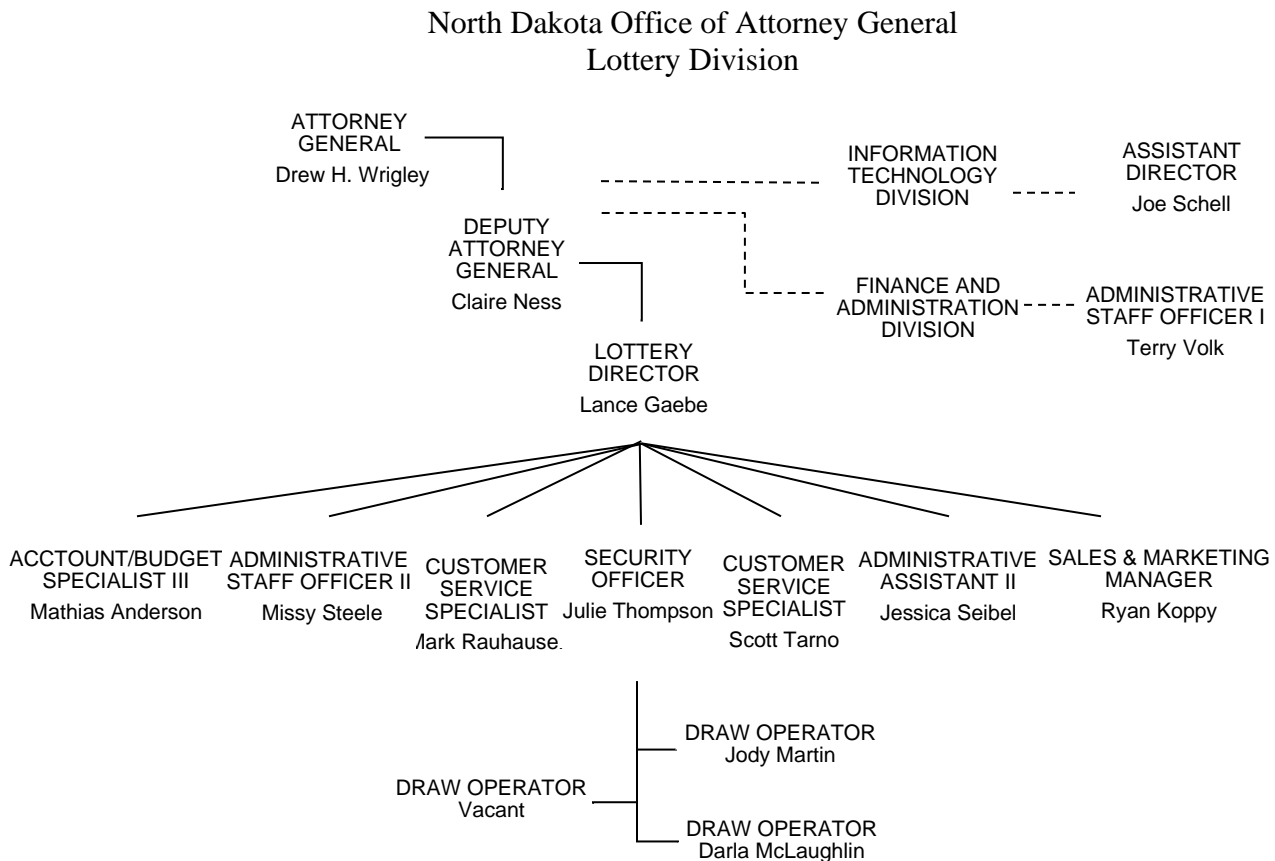 North Dakota Office of Attorney General
Lottery Division
ATTORNEY
GENERAL
Drew H. Wrigley
INFORMATION
TECHNOLOGY
DIVISION
ASSISTANT
DIRECTOR
Joe Schell
DEPUTY
ATTORNEY
GENERAL
Claire Ness
FINANCE AND
ADMINISTRATION
DIVISION
ADMINISTRATIVE
STAFF OFFICER I
Terry Volk
LOTTERY
DIRECTOR
Lance Gaebe
ACCTOUNT/BUDGET
SPECIALIST III
Mathias Anderson
ADMINISTRATIVE
STAFF OFFICER II
Missy Steele
CUSTOMER
SERVICE
SPECIALIST
Mark
SECURITY
OFFICER
Julie Thompson
CUSTOMER
SERVICE
SPECIALIST
Scott Tarno
ADMINISTRATIVE
ASSISTANT II
Jessica Seibel
SALES & MARKETING
MANAGER
Ryan Koppy
DRAW OPERATOR
Jody Martin
DRAW OPERATOR
Vacant
DRAW OPERATOR
Darla McLaughlin